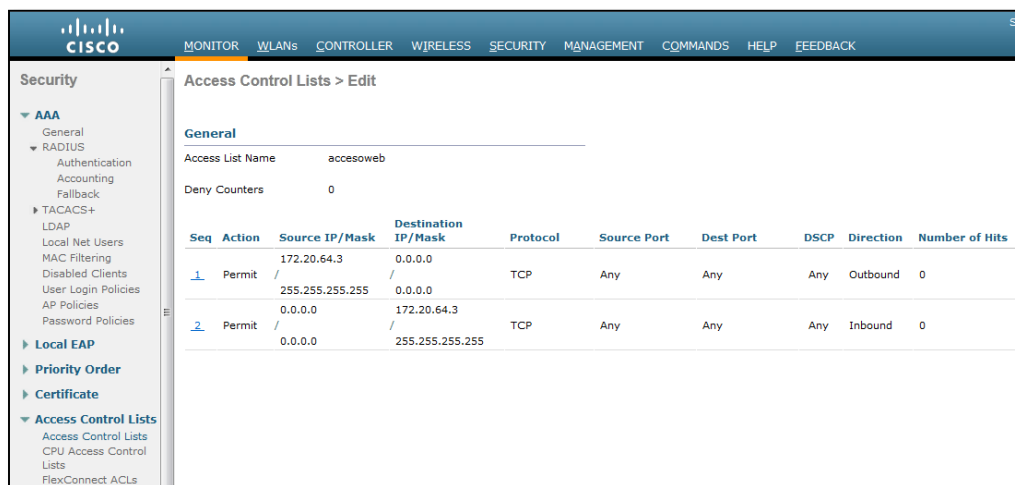 S
CISCO
MONITOR WLANs CONTROLLER WIRELESS SECURITY MANAGEMENT COMMANDS HELP FEEDBACK
Security
AAA
General
RADIUS
Authentication
Accounting
Fallback
TACACS+
LDAP
Local Net Users
MAC Filtering
Disabled Clients
User Login Policies
AP Policies
Password Policies
Local EAP
Priority Order
Certificate
Access Control Lists
Access Control Lists
CPU Access Control
Lists
FlexConnect ACLs
Access Control Lists > Edit
General
Access List Name accesoweb
Deny Counters 0
Seq Action Source IP/Mask Destination IP/Mask Protocol Source Port Dest Port DSCP Direction Number of Hits
172.20.64.3 0.0.0.0
1 Permit / / TCP Any Any Any Outbound 0
255.255.255.255 0.0.0.0
0.0.0.0 172.20.64.3
2 Permit / / TCP Any Any Any Inbound 0
0.0.0.0 255.255.255.255